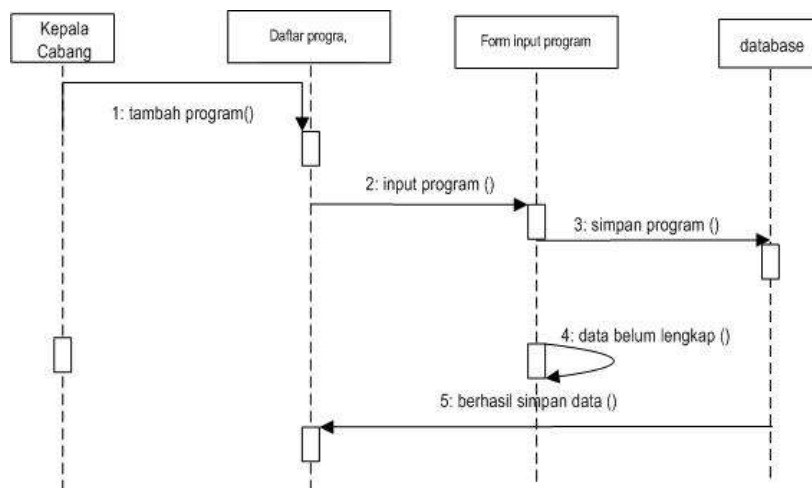 Kepala
Cabang
Daftar progra,
Form input program
database
1: tambah program()
2: input program ()
3: simpan program ()
4: data belum lengkap ()
5: berhasil simpan data ()